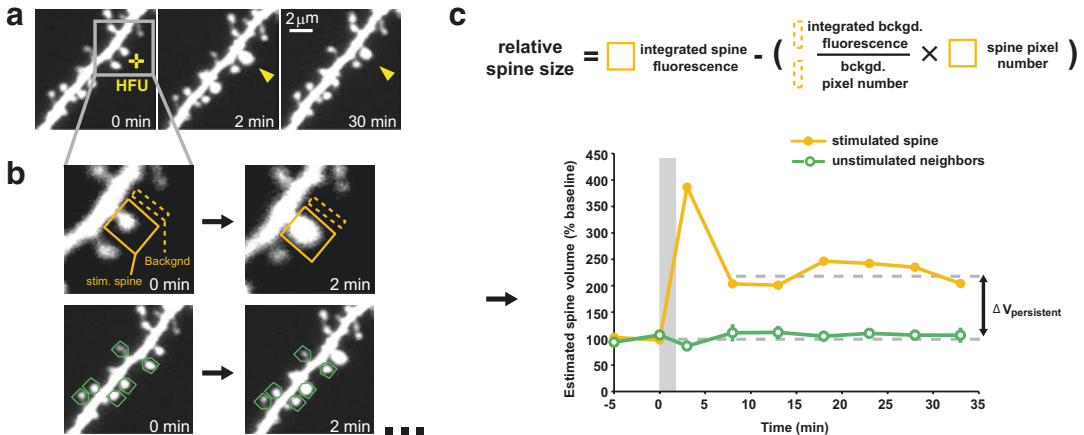 a
2 μm
HFU
0 min
2 min
30 min
b
Backgnd
stim. spine
0 min
2 min
0 min
2 min
c
relative
spine size
=
integrated spine
fluorescence
-
(
integrated bckgd.
fluorescence
bckgd.
pixel number
×
spine pixel
number
)
stimulated spine
unstimulated neighbors
Estimated spine volume (% baseline)
450
400
350
300
250
200
150
100
50
0
-5
0
5
10
15
20
25
30
35
Time (min)
ΔVpersistent